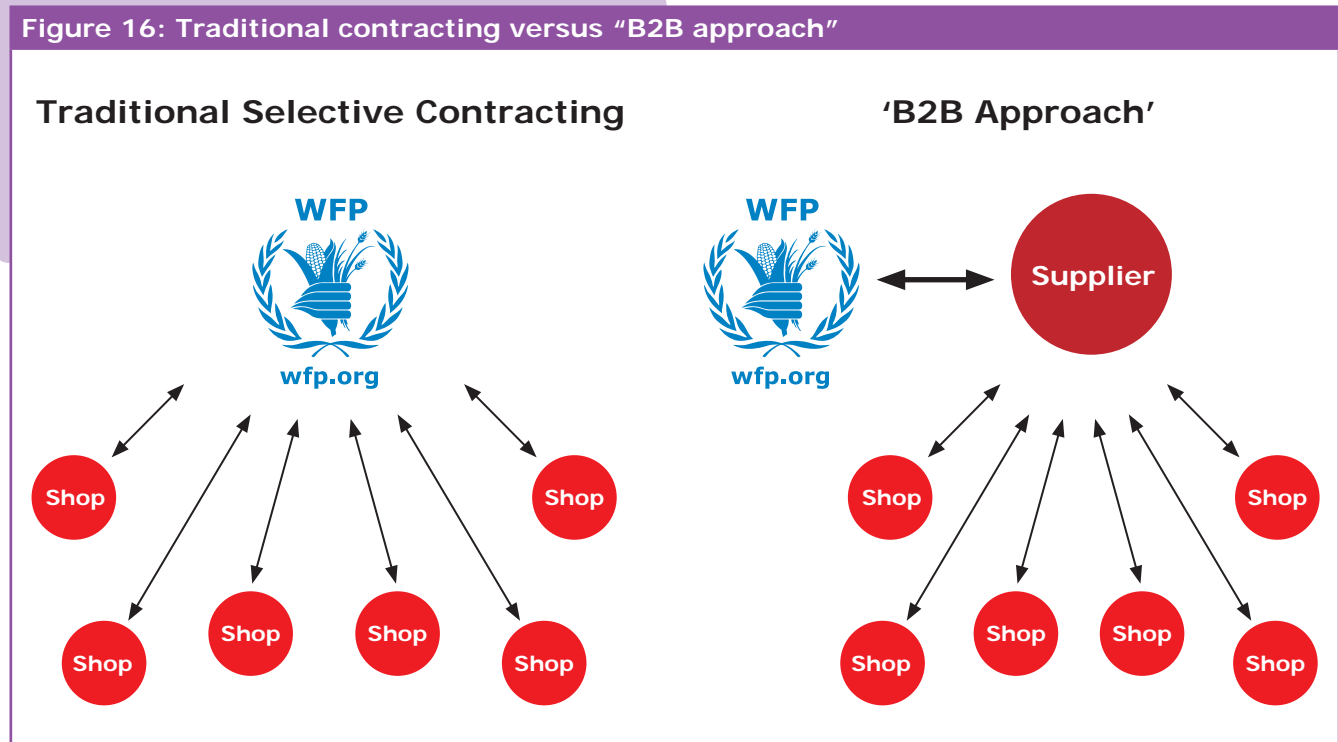 Figure 16: Traditional contracting versus “B2B approach”
Traditional Selective Contracting
WFP
wfp.org
Shop
Shop
Shop
Shop
Shop
Shop
‘B2B Approach’
WFP
wfp.org
Supplier
Shop
Shop
Shop
Shop
Shop
Shop